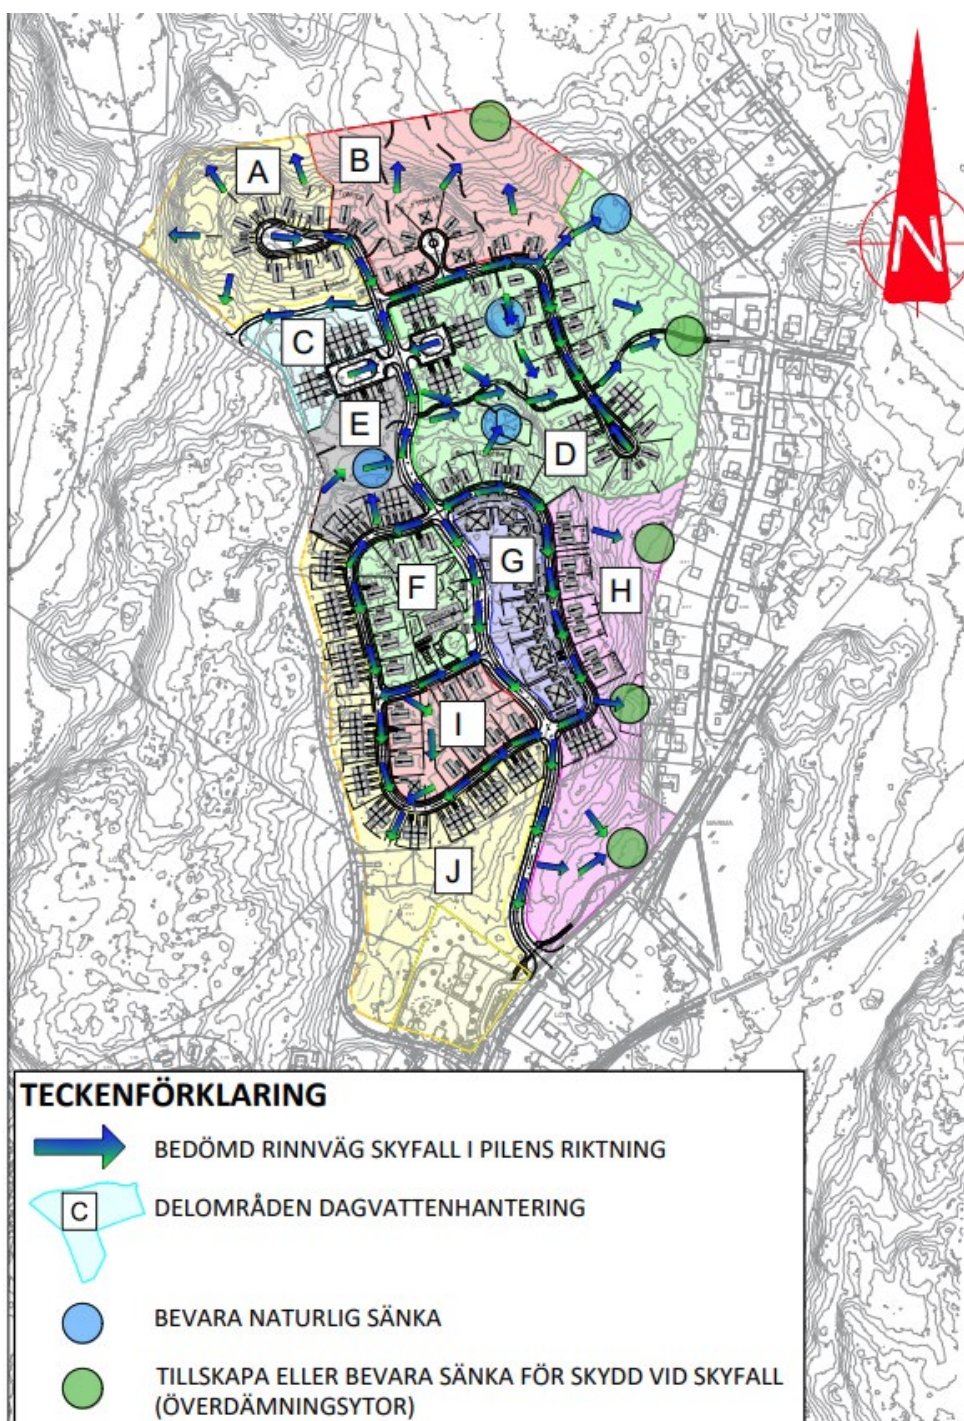 N
A
B
C
E
D
G
F
H
I
J
TECKENFÖRKLARING
BEDÖMD RINNVÄG SKYFALL I PILENS RIKTNING
C
DELOMRÅDEN DAGVATTENHANTERING
BEVARA NATURLIG SÄNKA
TILLSKAPA ELLER BEVARA SÄNKA FÖR SKYDD VID SKYFALL
(ÖVERDÄMNINGSYTOR)